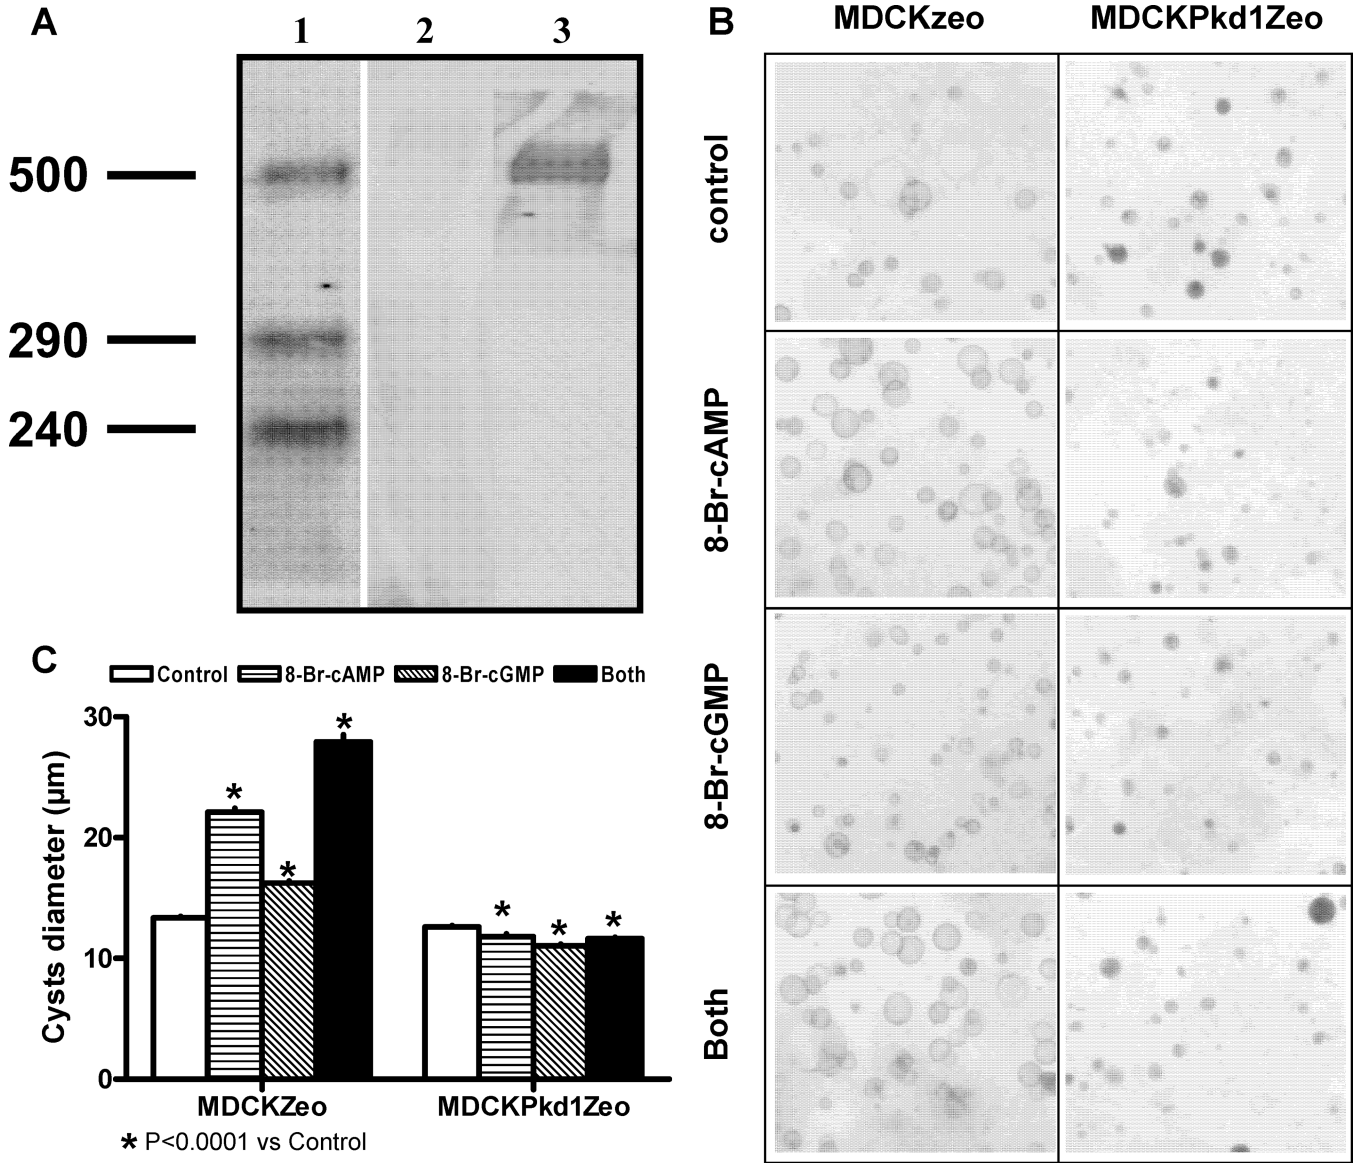 A
1 2 3
500
290
240
B
MDCKzeo MDCKPkd1Zeo
control
8-Br-cAMP
8-Br-cGMP
Both
C
Control 8-Br-cAMP 8-Br-cGMP Both
Cysts diameter (µm)
30
20
10
0
* * *
* * *
MDCKZeo MDCKPkd1Zeo
* P<0.0001 vs Control